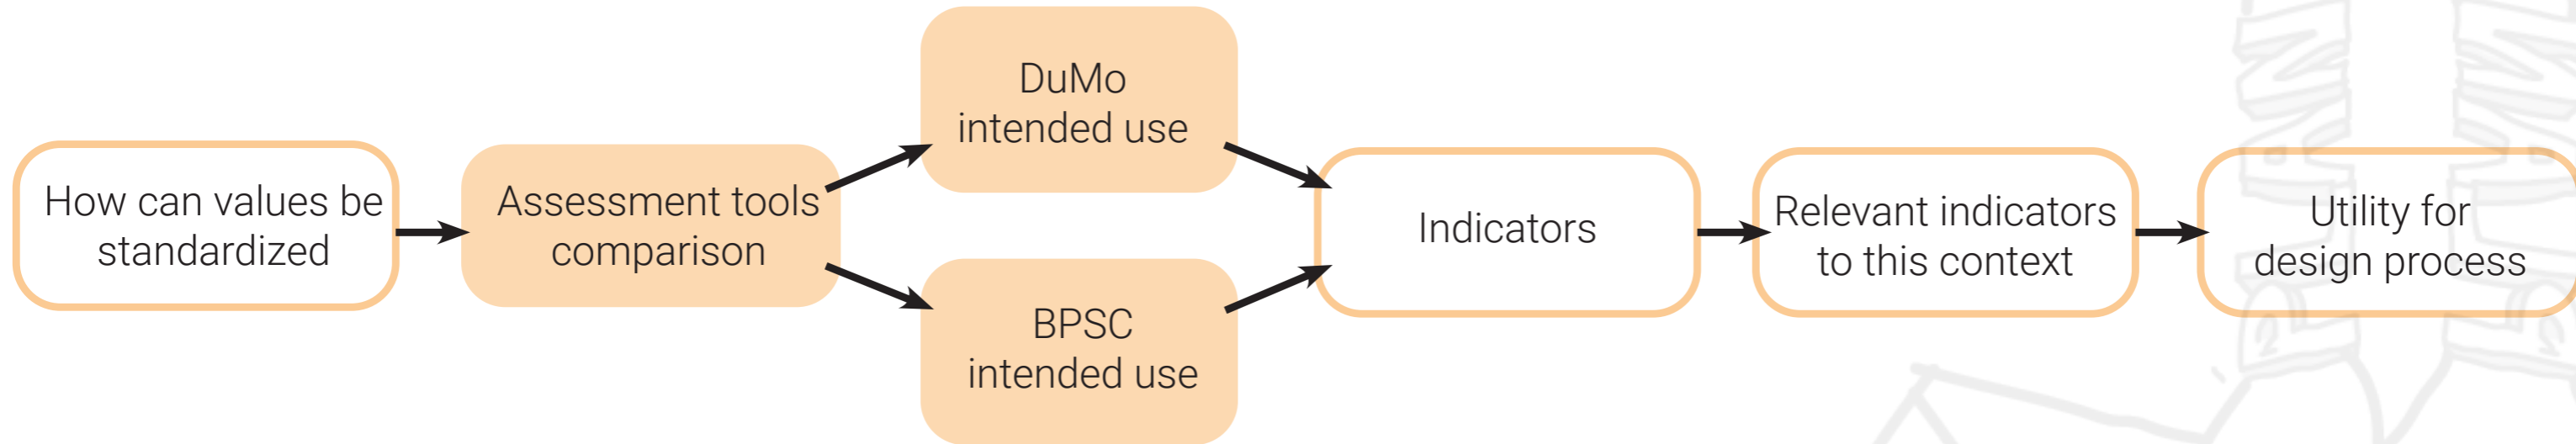 How can values be
standardized
Assessment tools
comparison
DuMo
intended use
BPSC
intended use
Indicators
Relevant indicators
to this context
Utility for
design process